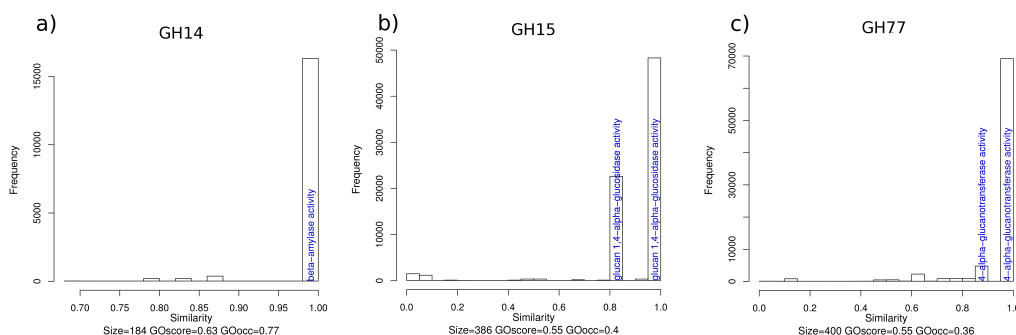 a)
GH14
Frequency
0
5000
10000
15000
beta−amylase activity
0.70 0.75 0.80 0.85 0.90 0.95 1.00
Similarity
Size=184 GOscore=0.63 GOocc=0.77
b)
GH15
Frequency
0
10000
20000
30000
40000
50000
glucan 1,4−alpha−glucosidase activity
glucan 1,4−alpha−glucosidase activity
0.0 0.2 0.4 0.6 0.8 1.0
Similarity
Size=386 GOscore=0.55 GOocc=0.4
c)
GH77
Frequency
0
10000
30000
50000
70000
4−alpha−glucanotransferase activity
4−alpha−glucanotransferase activity
0.0 0.2 0.4 0.6 0.8 1.0
Similarity
Size=400 GOscore=0.55 GOocc=0.36